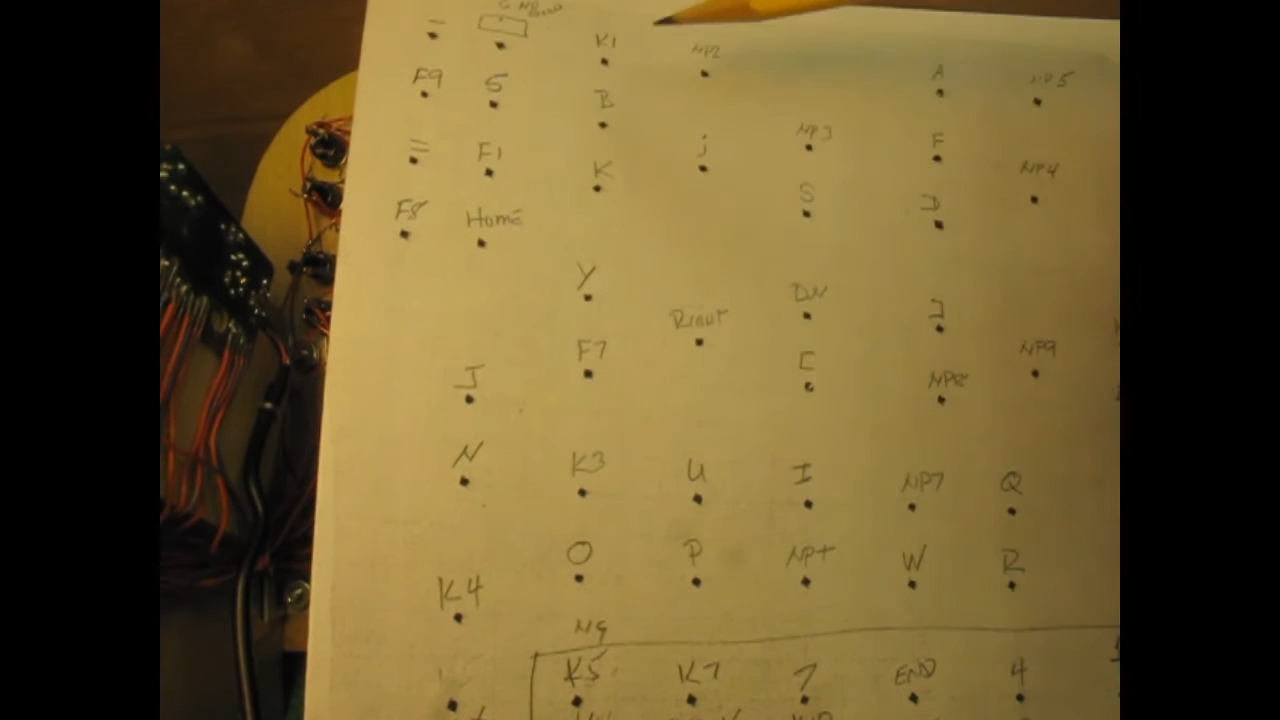 F9 5 K1 NP2 A NP5
= F1 B j NP3 F NP4
F8 Home K S D
Y Right DN ] NP9
J F7 [ NP8
N K3 U I NP7 Q
K4 O P NP+ W R
K5 K7 7 END 4